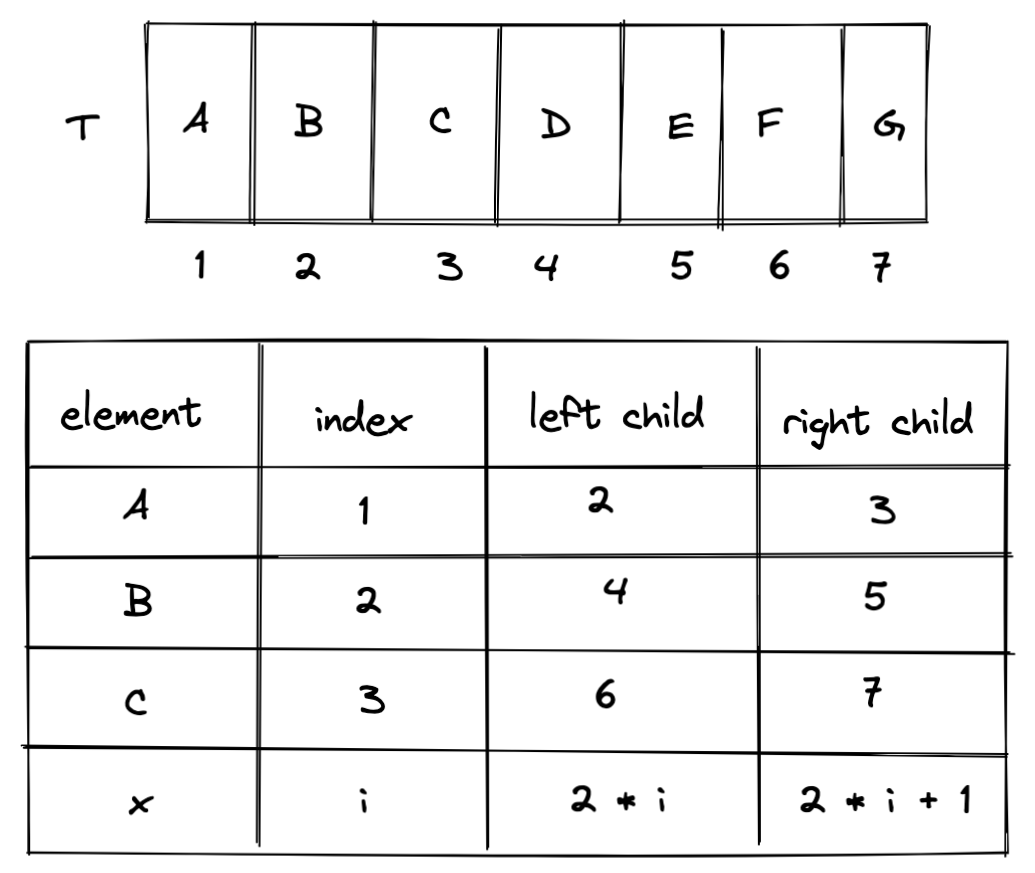 T A B C D E F G
1 2 3 4 5 6 7
element index left child right child
A 1 2 3
B 2 4 5
C 3 6 7
x i 2 * i 2 * i + 1